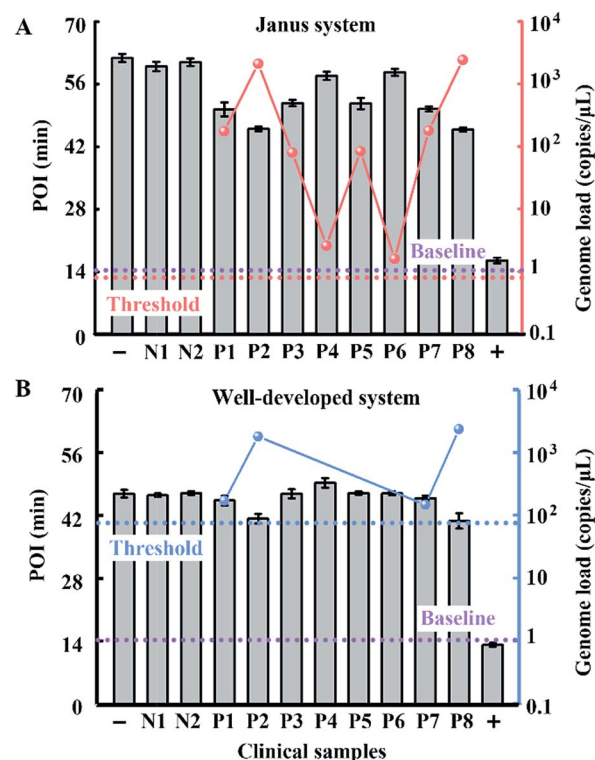 A
Janus system
POI (min)
70
56
42
28
14
0
10^4
10^3
10^2
10
1
0.1
Genome load (copies/μL)
Baseline
Threshold
− N1 N2 P1 P2 P3 P4 P5 P6 P7 P8 +
B
Well-developed system
POI (min)
70
56
42
28
14
0
10^4
10^3
10^2
10
1
0.1
Genome load (copies/μL)
Threshold
Baseline
− N1 N2 P1 P2 P3 P4 P5 P6 P7 P8 +
Clinical samples